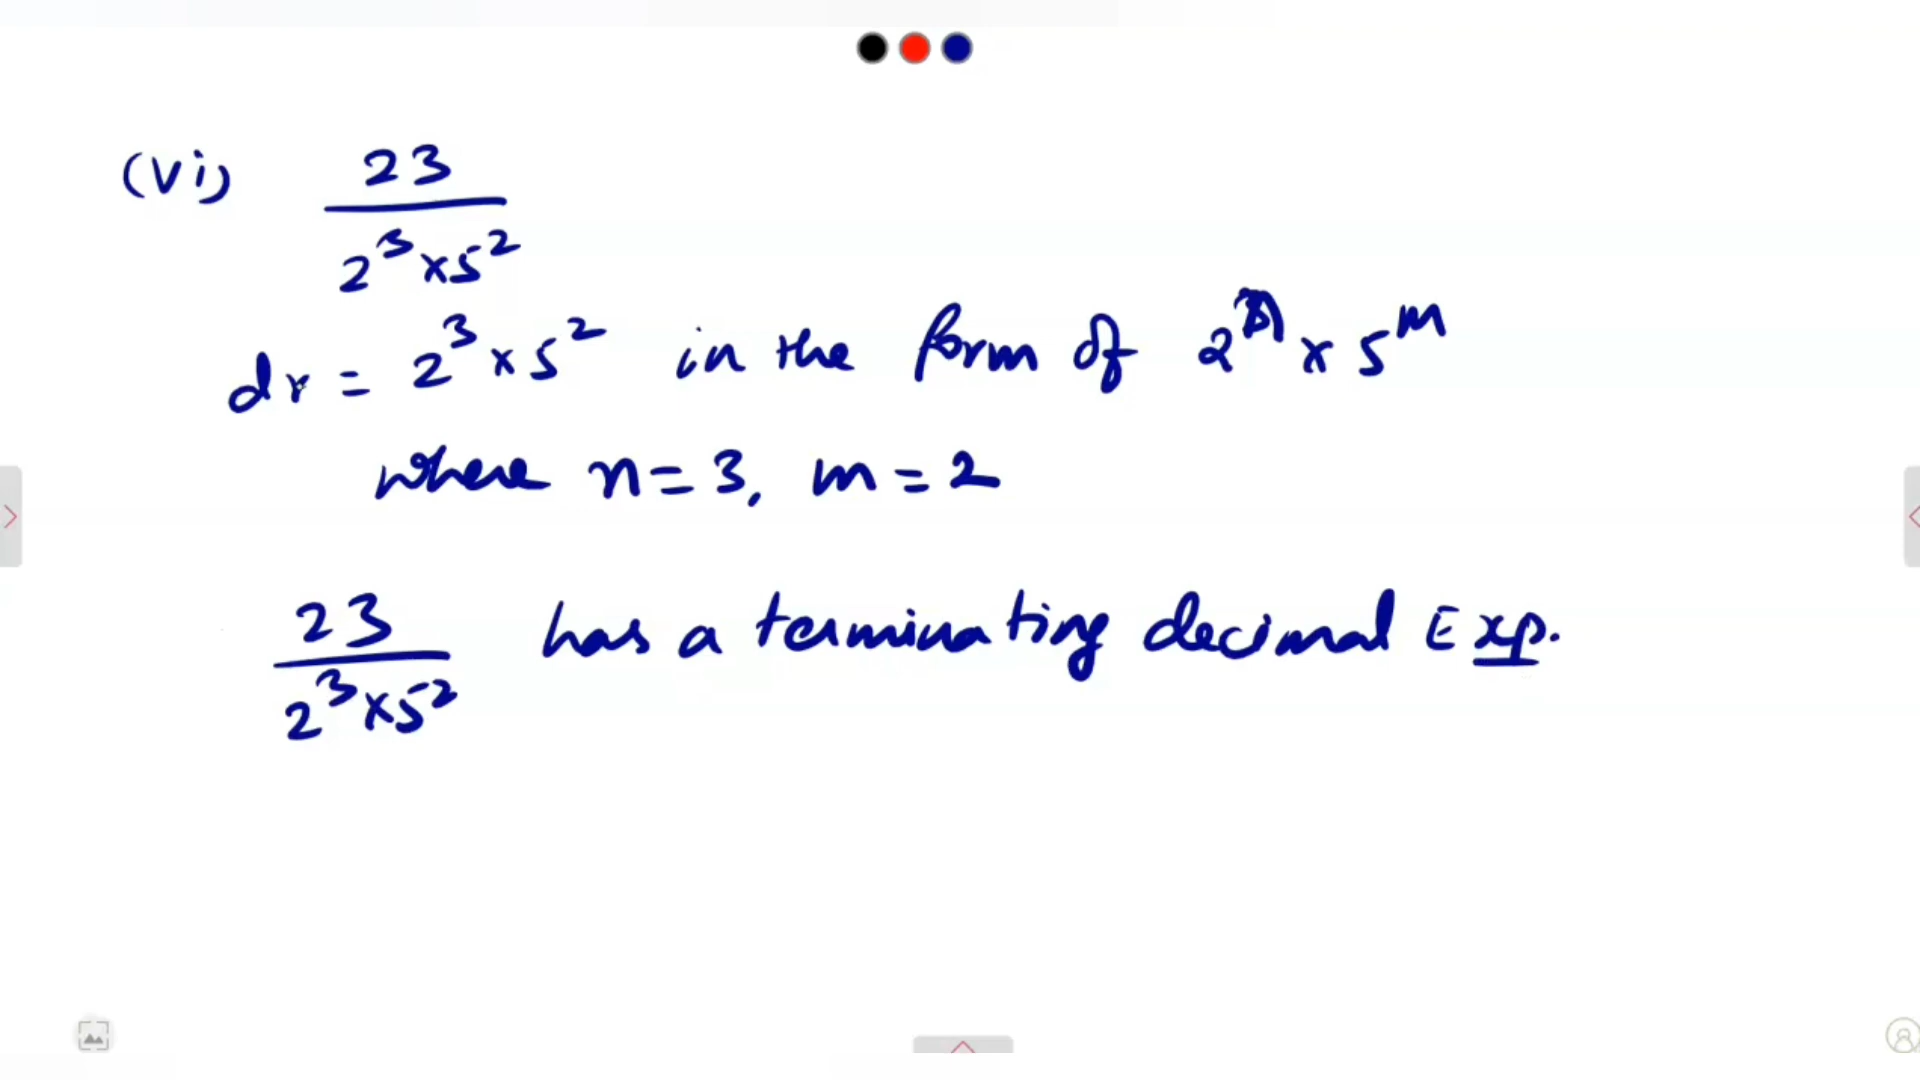 (vi) 23
2³×5²
dr = 2³×5² in the form of 2ⁿ × 5ᵐ
where n=3, m=2
23
2³×5² has a terminating decimal Exp.